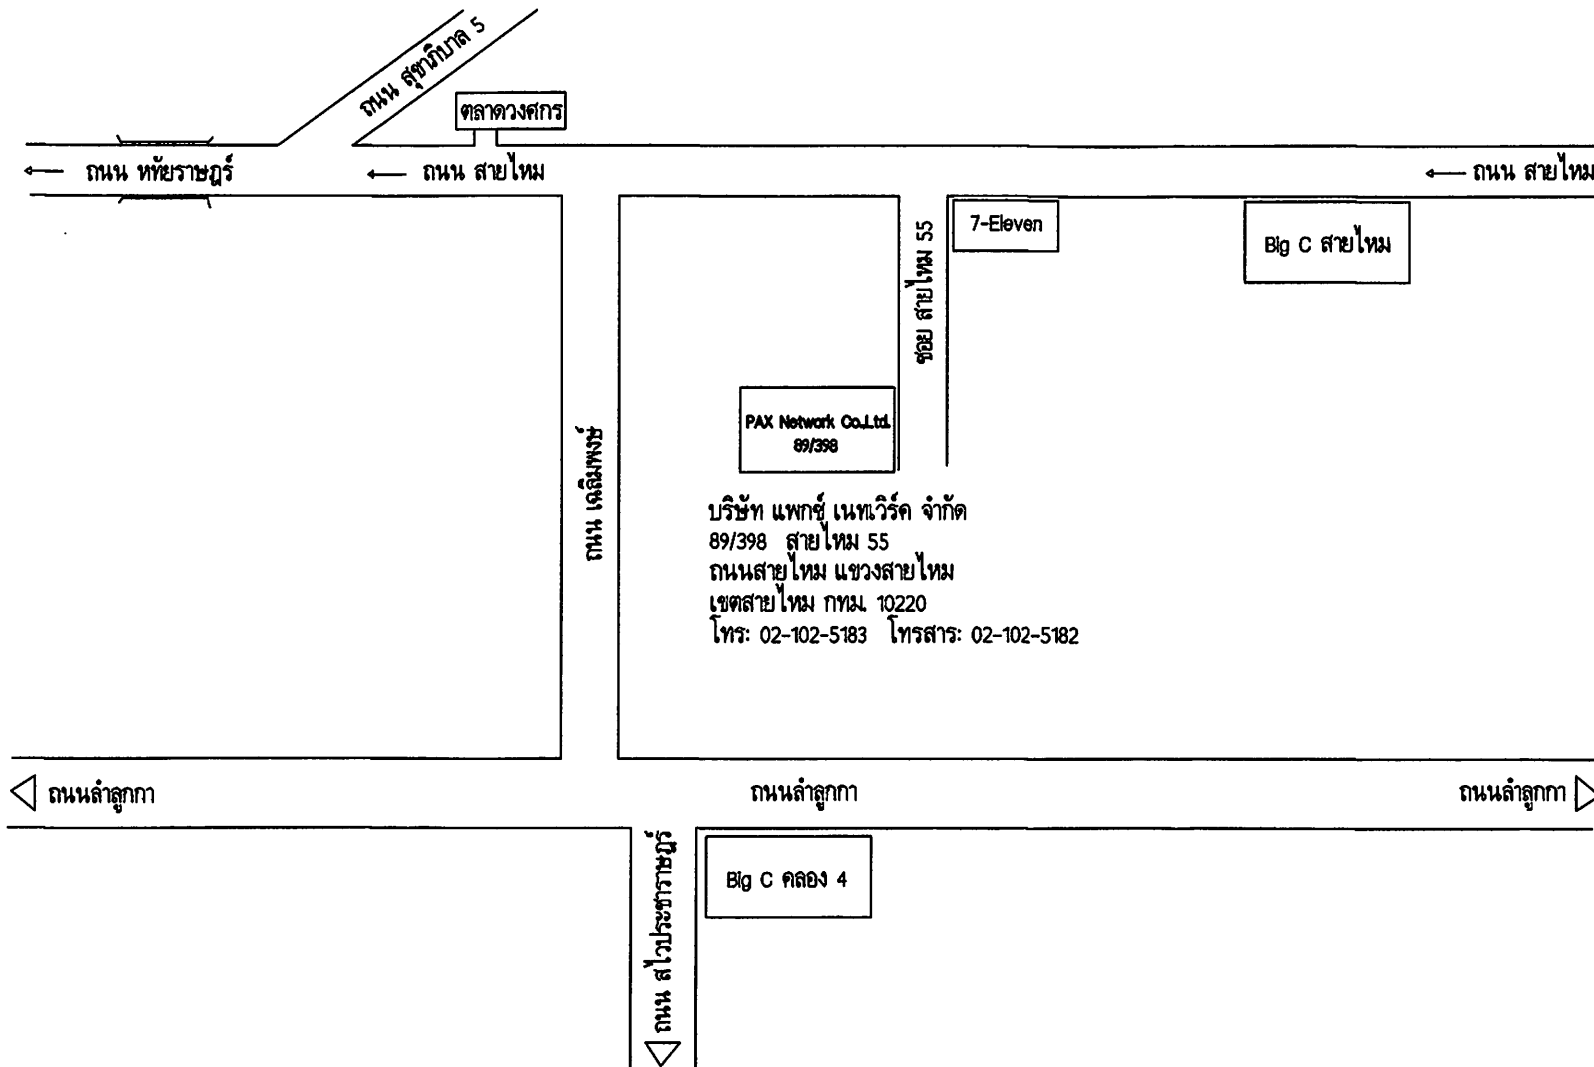 ถนน สุขาภิบาล 5
ตลาดวงศกร
ถนน หทัยราษฎร์
ถนน สายไหม
ถนน สายไหม
7-Eleven
Big C สายไหม
ซอย สายไหม 55
PAX Network Co.,Ltd.
89/398
ถนน เฉลิมพงษ์
บริษัท แพกซ์ เนทเวิร์ค จำกัด
89/398 สายไหม 55
ถนนสายไหม แขวงสายไหม
เขตสายไหม กทม. 10220
โทร: 02-102-5183 โทรสาร: 02-102-5182
ถนนลำลูกกา
ถนนลำลูกกา
ถนนลำลูกกา
Big C คลอง 4
ถนน สไวประชาราษฎร์